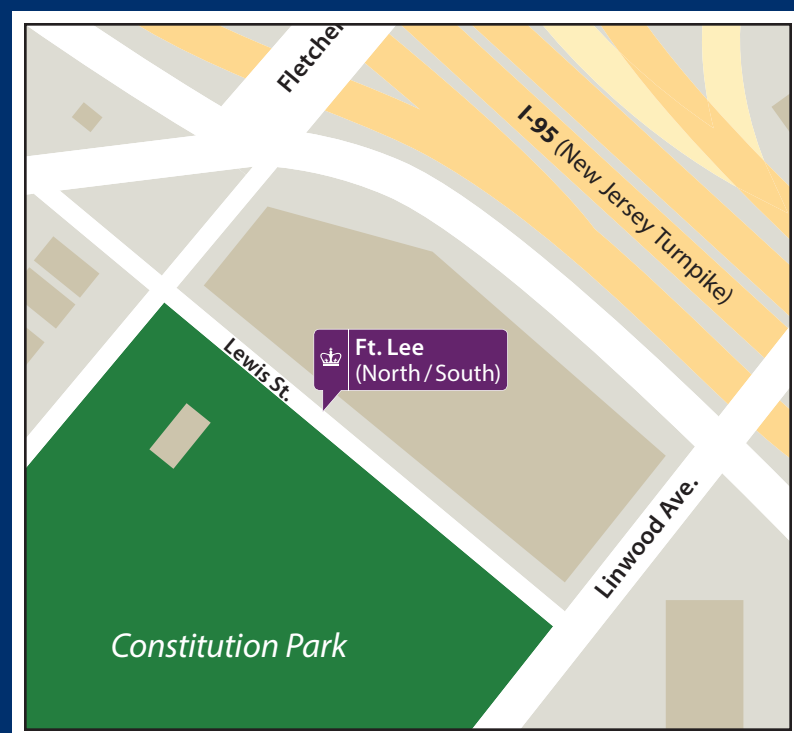 Fletcher
I-95 (New Jersey Turnpike)
Lewis St.
Ft. Lee
(North / South)
Linwood Ave.
Constitution Park